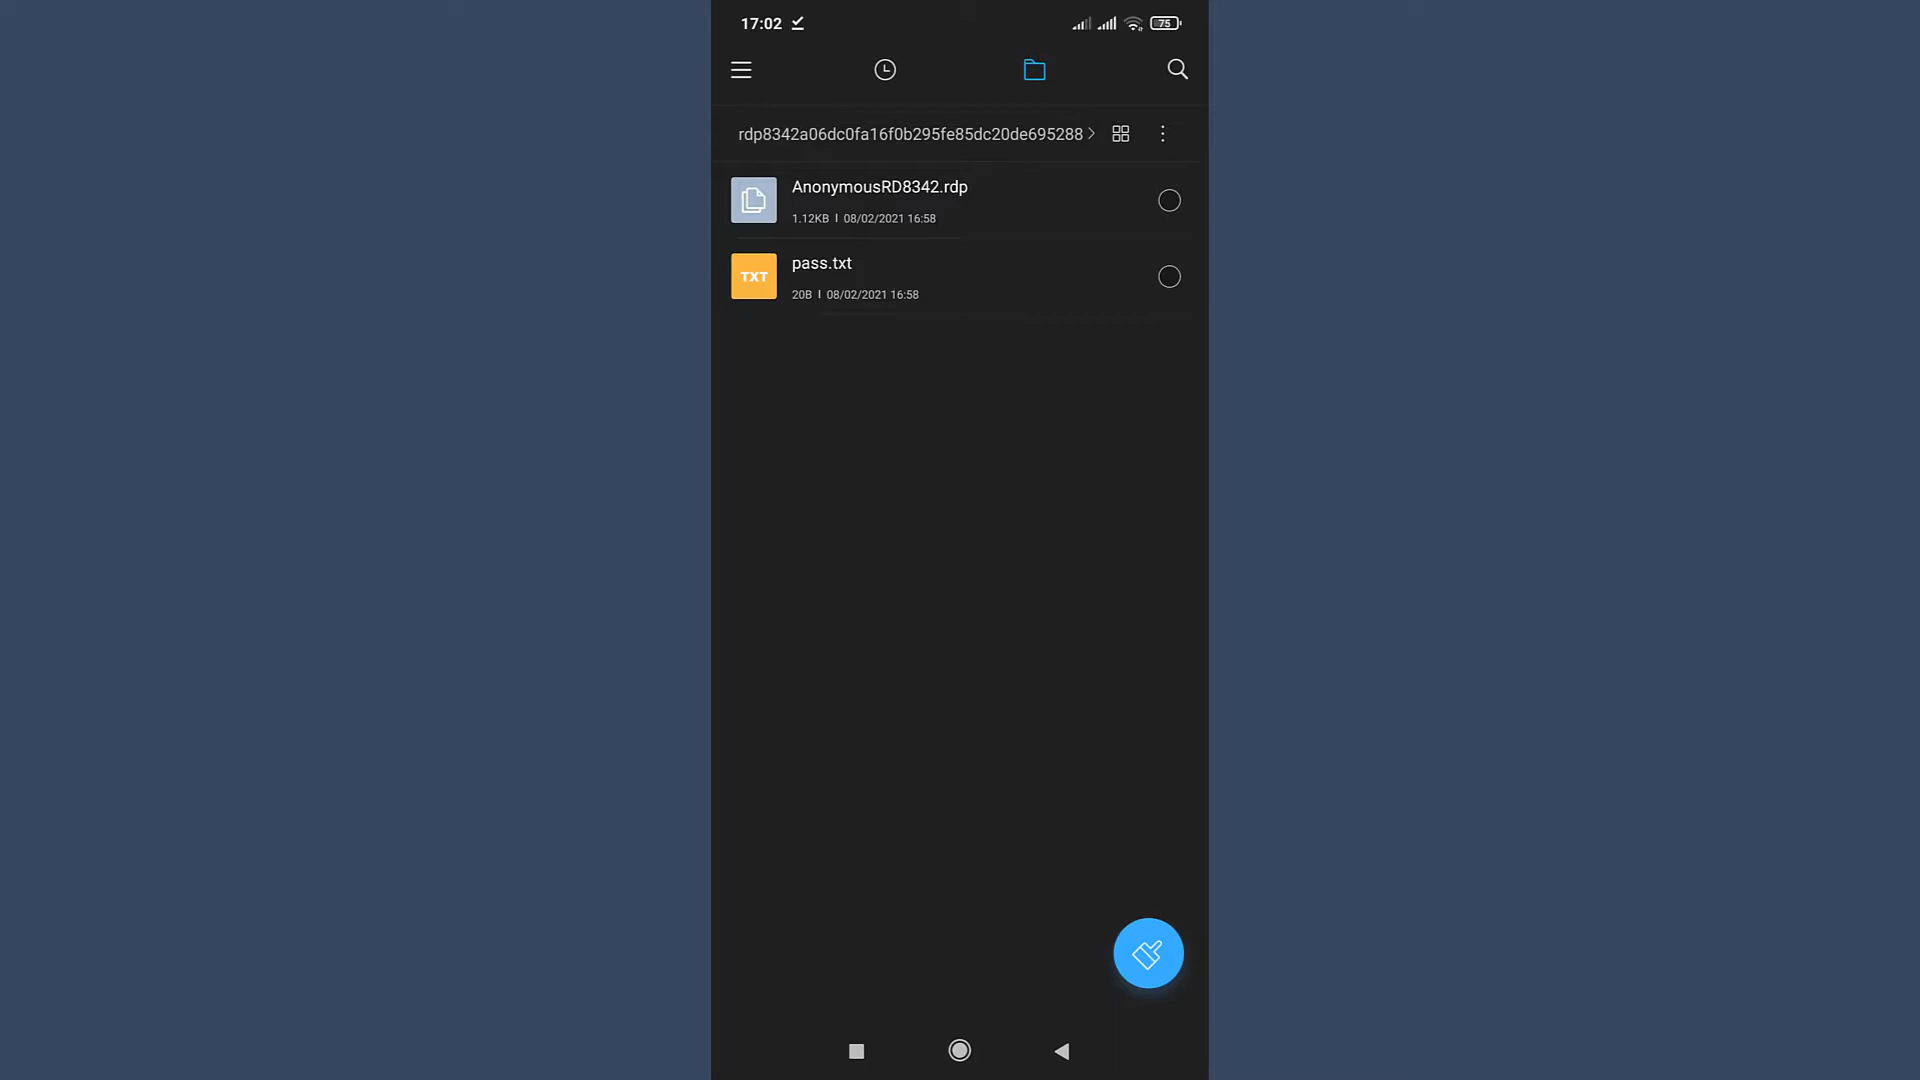 17:02
75
rdp8342a06dc0fa16f0b295fe85dc20de695288
AnonymousRD8342.rdp
1.12KB | 08/02/2021 16:58
TXT
pass.txt
20B | 08/02/2021 16:58